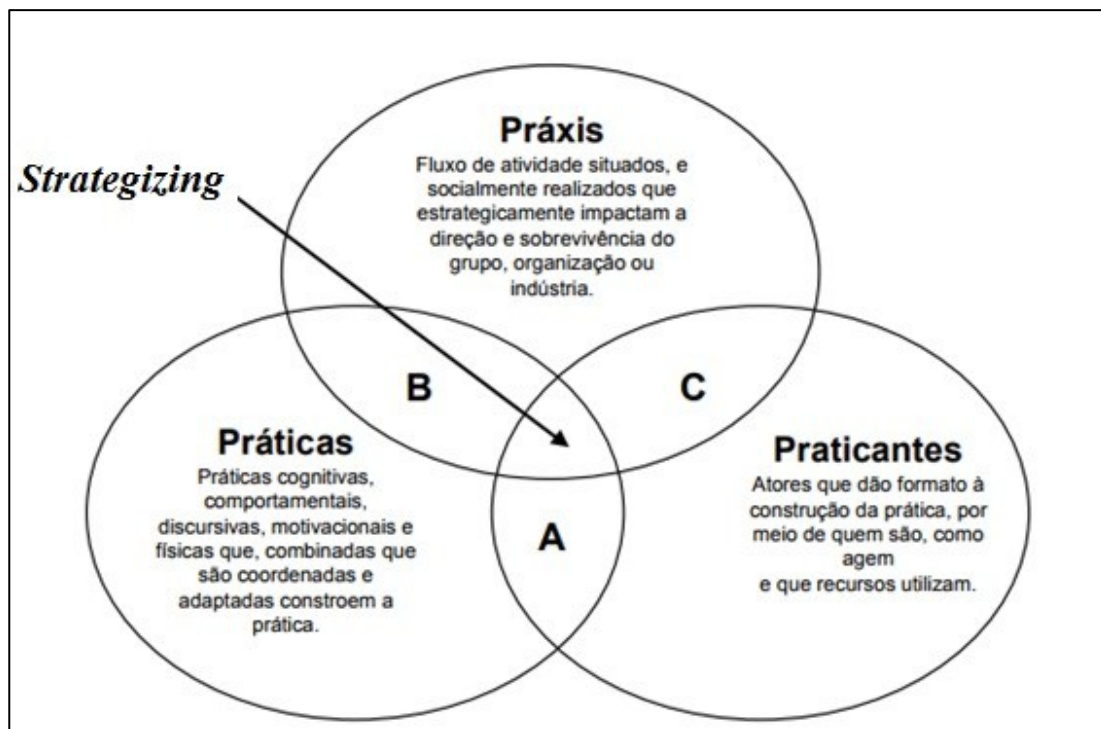 Práxis
Fluxo de atividade situados, e
socialmente realizados que
estrategicamente impactam a
direção e sobrevivência do
grupo, organização ou
indústria.
Strategizing
B
C
Práticas
Práticas cognitivas,
comportamentais,
discursivas, motivacionais e
físicas que, combinadas que
são coordenadas e
adaptadas constroem a
prática.
Praticantes
Atores que dão formato à
construção da prática, por
meio de quem são, como
agem
e que recursos utilizam.
A